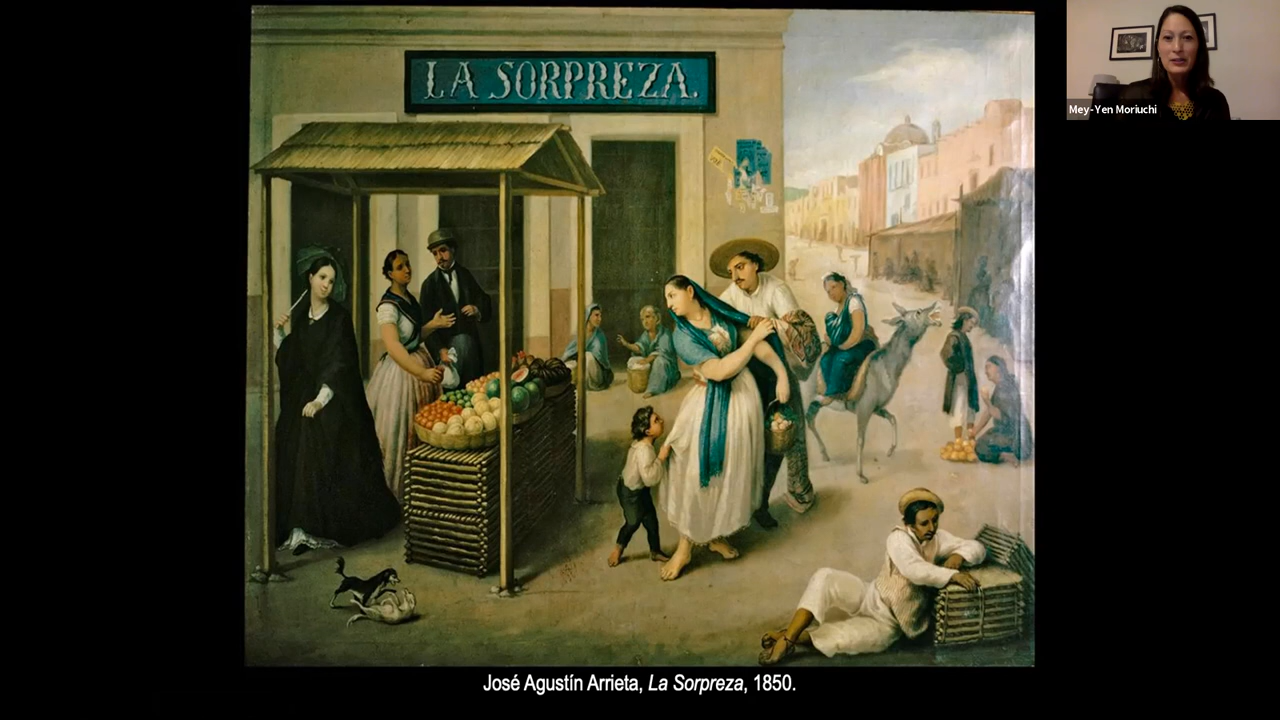 LA SORPREZA.
Mey-Yen Moriuchi
José Agustín Arrieta, La Sorpreza, 1850.